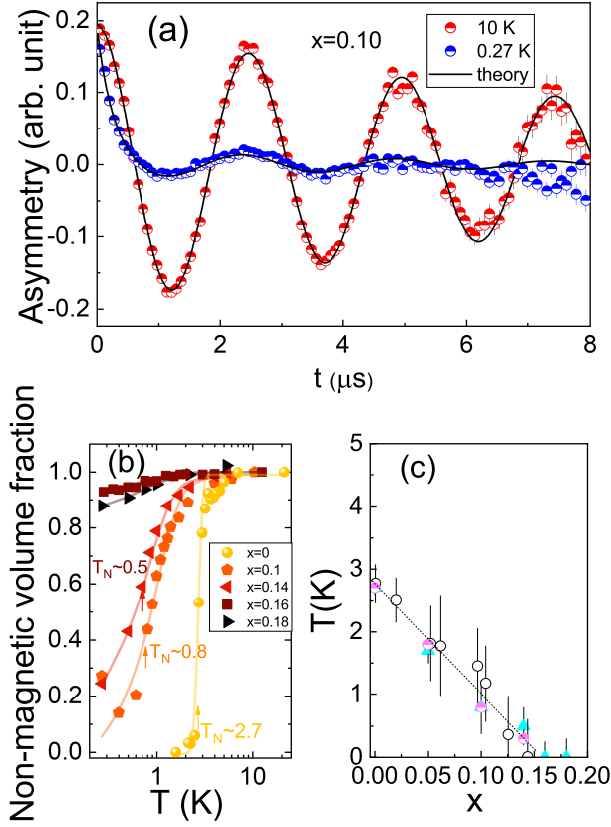 (a)
x=0.10
10 K
0.27 K
theory
Asymmetry (arb. unit)
0.2
0.1
0.0
-0.1
-0.2
0 2 4 6 8
t (μs)
(b)
Non-magnetic volume fraction
1.0
0.8
0.6
0.4
0.2
0.0
T_N~0.5
T_N~0.8
T_N~2.7
x=0
x=0.1
x=0.14
x=0.16
x=0.18
1 10
T (K)
(c)
T(K)
5
4
3
2
1
0
0.00 0.05 0.10 0.15 0.20
x